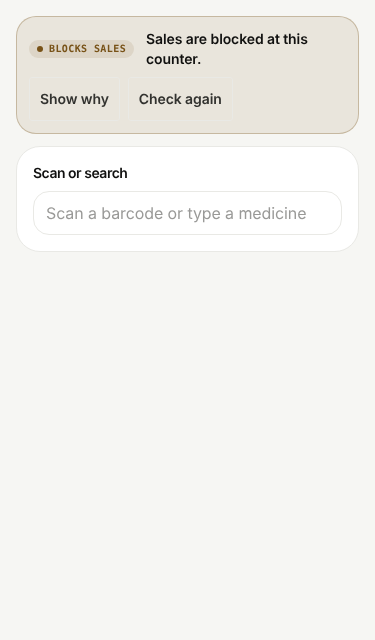 BLOCKS SALES
Sales are blocked at this
counter.
Show why
Check again
Scan or search
Scan a barcode or type a medicine